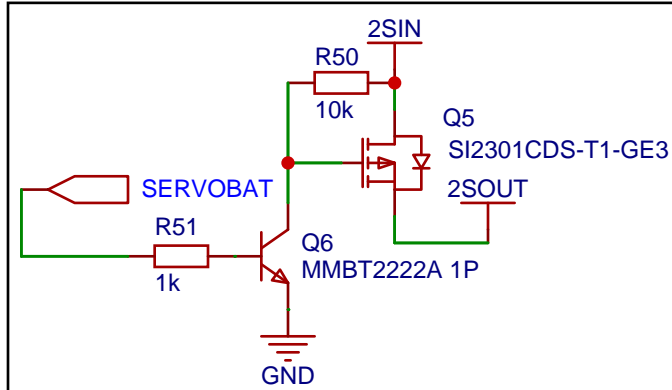 2SIN
R50
10k
Q5
SI2301CDS-T1-GE3
2SOUT
SERVOBAT
R51
1k
Q6
MMBT2222A 1P
GND